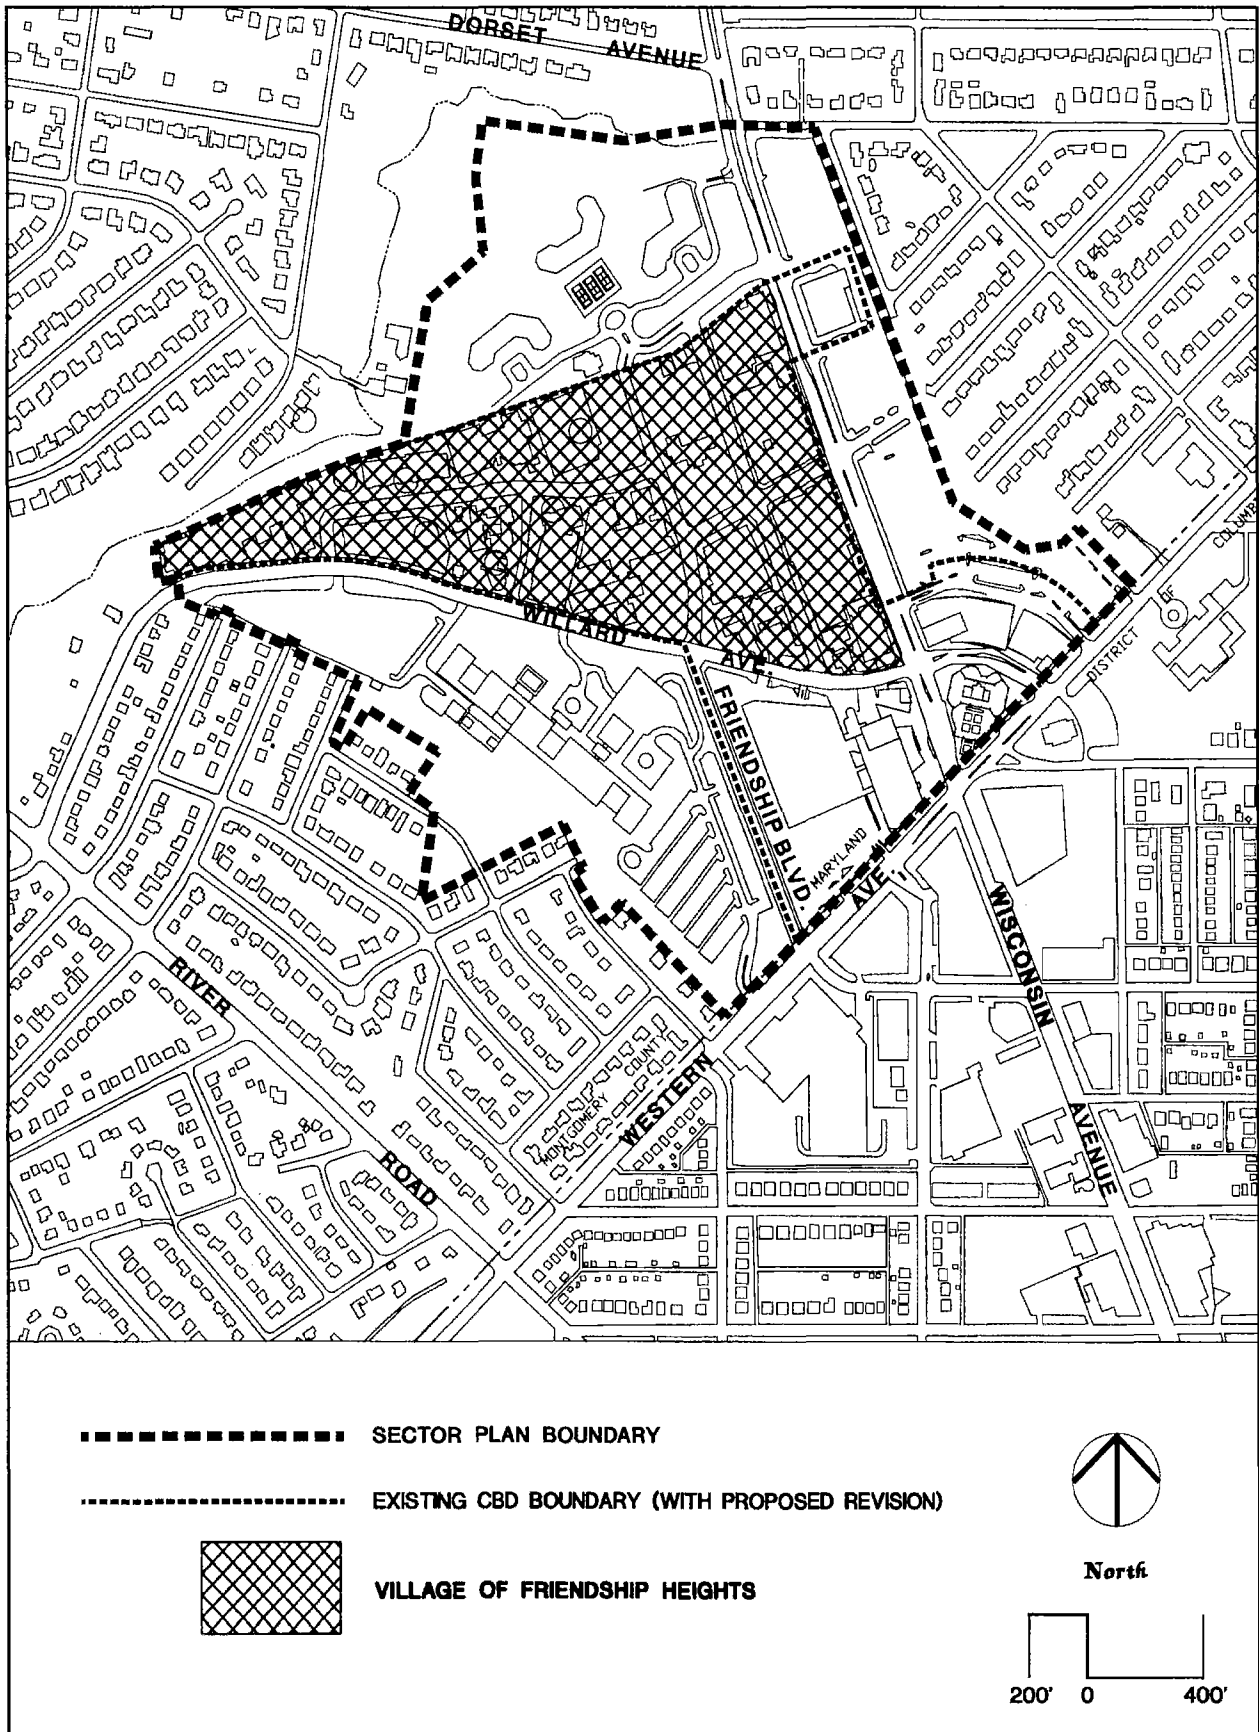 DORSET AVENUE
COLUMB
OF
DISTRICT
WILLARD AVE.
FRIENDSHIP BLVD.
MARYLAND
AVE.
WISCONSIN AVENUE
RIVER ROAD
COUNTY
MONTGOMERY
WESTERN
SECTOR PLAN BOUNDARY
EXISTING CBD BOUNDARY (WITH PROPOSED REVISION)
VILLAGE OF FRIENDSHIP HEIGHTS
North
200' 0 400'